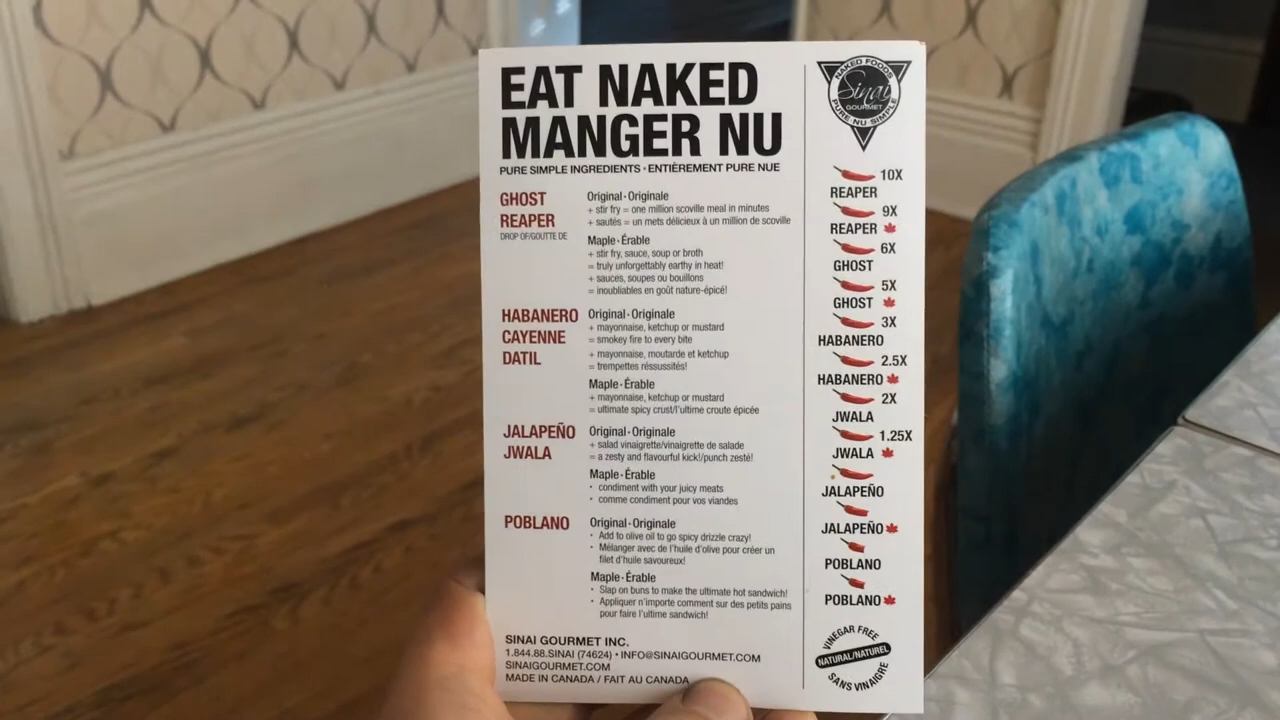 EAT NAKED
MANGER NU
PURE SIMPLE INGREDIENTS • ENTIÈREMENT PURE NUE
GHOST
REAPER
DROP OF/GOUTTE DE
Original • Originale
+ stir fry = one million scoville meal in minutes
+ sautés = un mets délicieux à un million de scoville
Maple • Érable
+ stir fry, sauce, soup or broth
= truly unforgettably earthy in heat!
+ sauces, soupes ou bouillons
= inoubliables en goût nature-épicé!
HABANERO
CAYENNE
DATIL
Original • Originale
+ mayonnaise, ketchup or mustard
= smokey fire to every bite
+ mayonnaise, moutarde et ketchup
= trempettes réssussités!
Maple • Érable
+ mayonnaise, ketchup or mustard
= ultimate spicy crust/l'ultime croute épicée
JALAPEÑO
JWALA
Original • Originale
+ salad vinaigrette/vinaigrette de salade
= a zesty and flavourful kick!/punch zesté!
Maple • Érable
• condiment with your juicy meats
• comme condiment pour vos viandes
POBLANO
Original • Originale
• Add to olive oil to go spicy drizzle crazy!
• Mélanger avec de l'huile d'olive pour créer un
filet d'huile savoureux!
Maple • Érable
• Slap on buns to make the ultimate hot sandwich!
• Appliquer n'importe comment sur des petits pains
pour faire l'ultime sandwich!
SINAI GOURMET INC.
1.844.88.SINAI (74624) • INFO@SINAIGOURMET.COM
SINAIGOURMET.COM
MADE IN CANADA / FAIT AU CANADA
NAKED FOODS
Sinai
GOURMET
PURE • NU • SIMPLE
10X
REAPER
9X
REAPER
6X
GHOST
5X
GHOST
3X
HABANERO
2.5X
HABANERO
2X
JWALA
1.25X
JWALA
JALAPEÑO
JALAPEÑO
POBLANO
POBLANO
VINEGAR FREE
NATURAL/NATUREL
SANS VINAIGRE